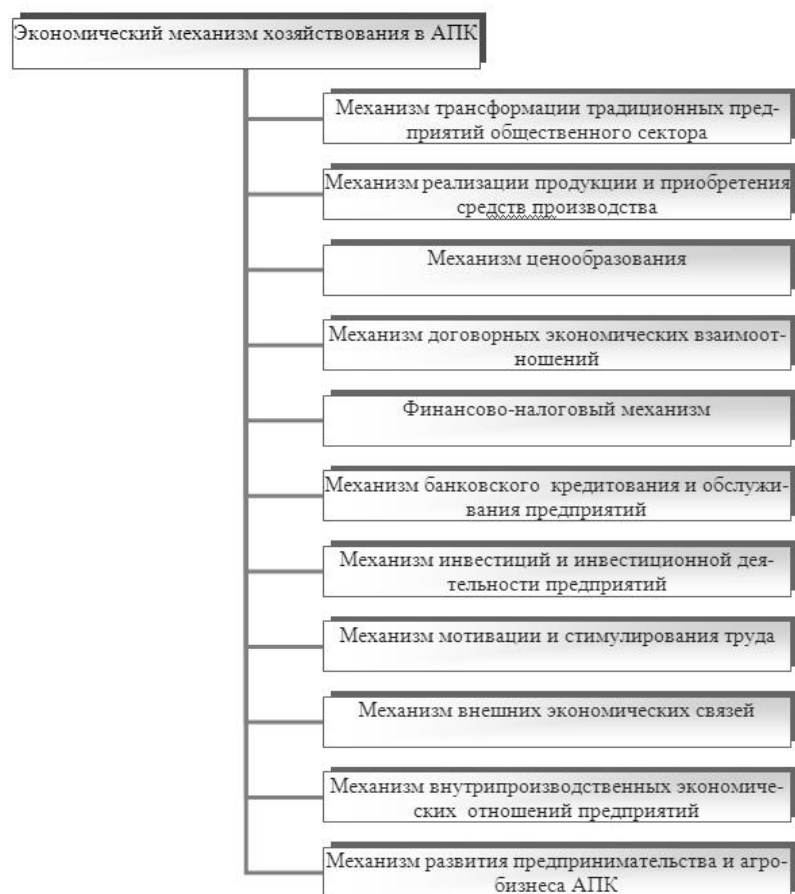 Экономический механизм хозяйствования в АПК
Механизм трансформации традиционных пред-
приятий общественного сектора
Механизм реализации продукции и приобретения
средств производства
Механизм ценообразования
Механизм договорных экономических взаимоот-
ношений
Финансово-налоговый механизм
Механизм банковского кредитования и обслужи-
вания предприятий
Механизм инвестиций и инвестиционной дея-
тельности предприятий
Механизм мотивации и стимулирования труда
Механизм внешних экономических связей
Механизм внутрипроизводственных экономиче-
ских отношений предприятий
Механизм развития предпринимательства и агро-
бизнеса АПК